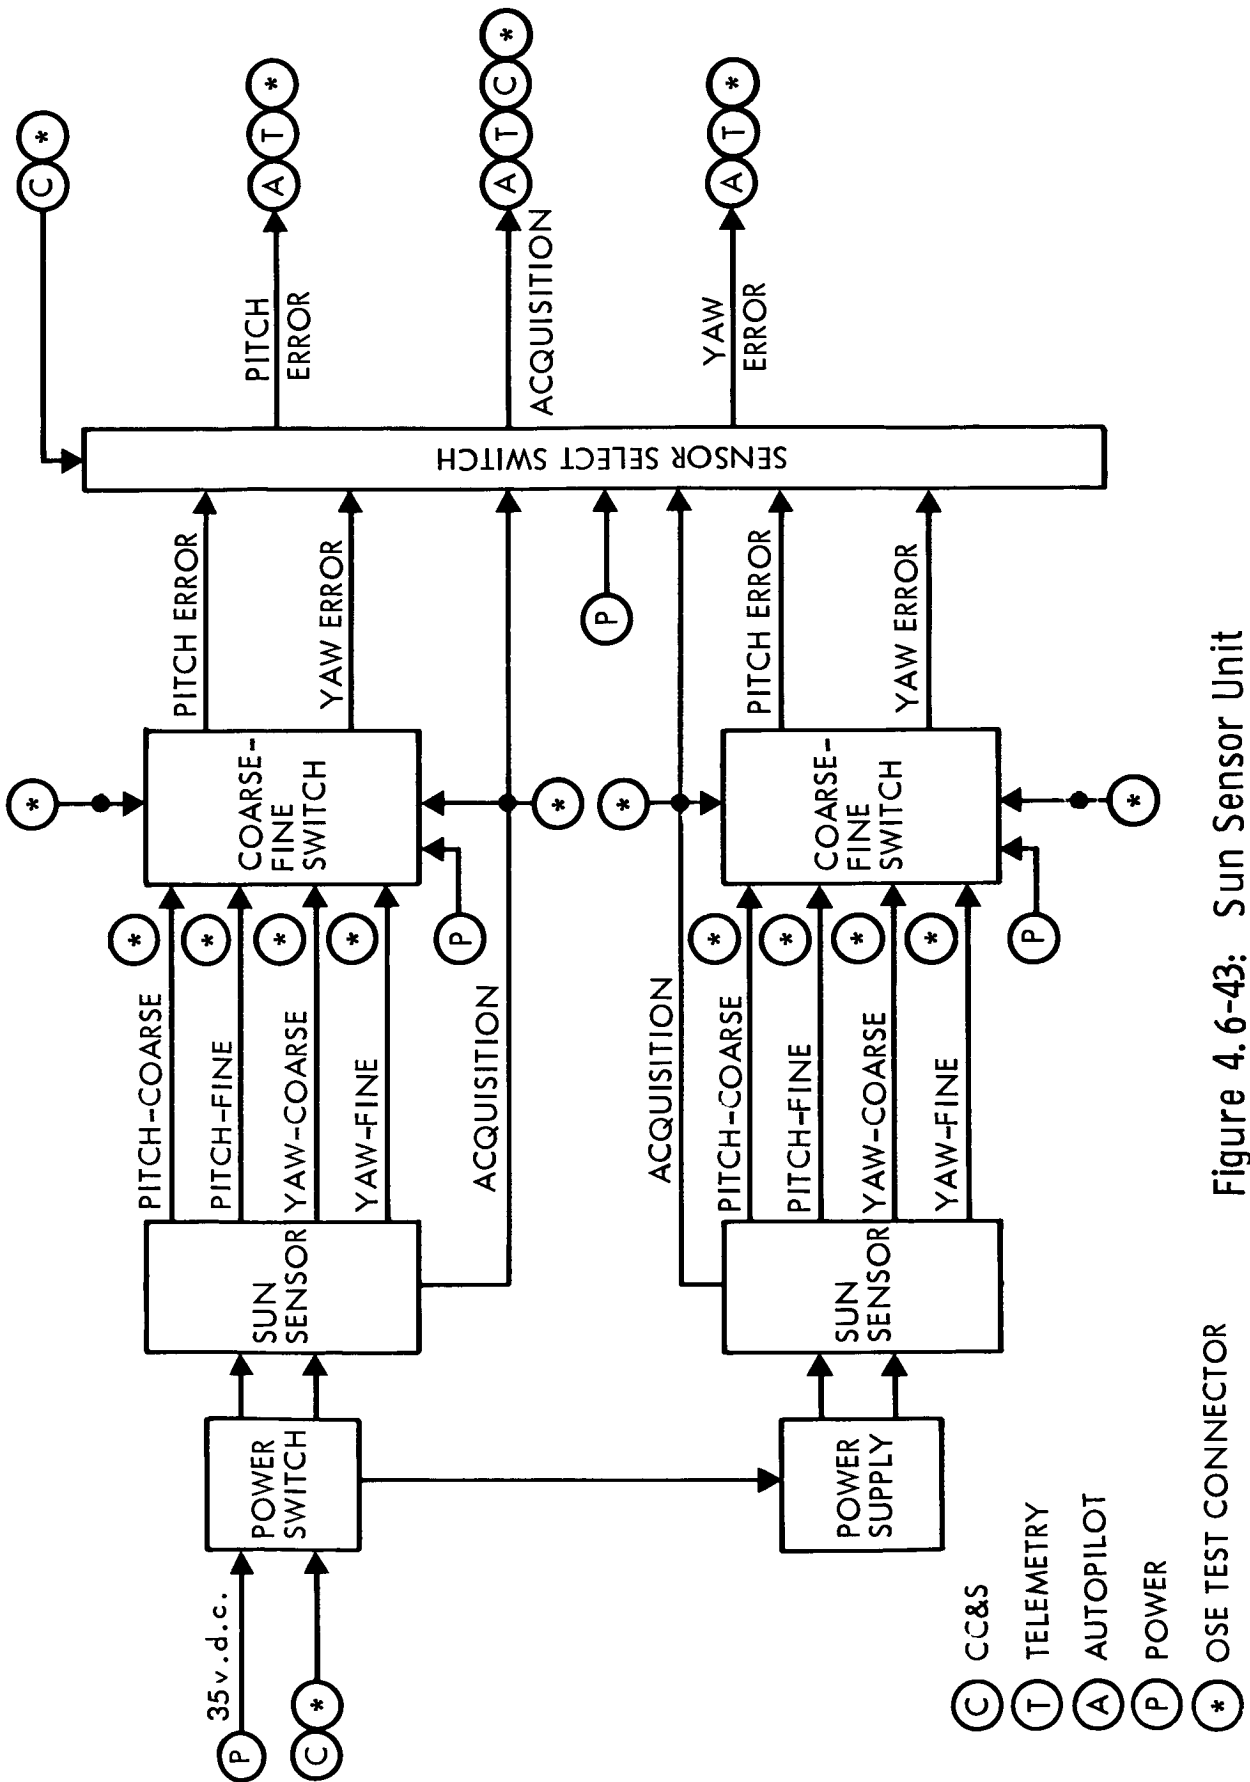 35v.d.c.
P
C
*
POWER
SWITCH
POWER
SUPPLY
SUN
SENSOR
PITCH-COARSE
*
PITCH-FINE
*
YAW-COARSE
*
YAW-FINE
*
ACQUISITION
*
COARSE-
FINE
SWITCH
P
*
PITCH ERROR
YAW ERROR
SUN
SENSOR
ACQUISITION
*
PITCH-COARSE
*
PITCH-FINE
*
YAW-COARSE
*
YAW-FINE
*
COARSE-
FINE
SWITCH
P
*
PITCH ERROR
YAW ERROR
P
SENSOR SELECT SWITCH
C
*
PITCH
ERROR
A
T
*
ACQUISITION
A
T
C
*
YAW
ERROR
A
T
*
C CC&S
T TELEMETRY
A AUTOPILOT
P POWER
* OSE TEST CONNECTOR
Figure 4.6-43: Sun Sensor Unit